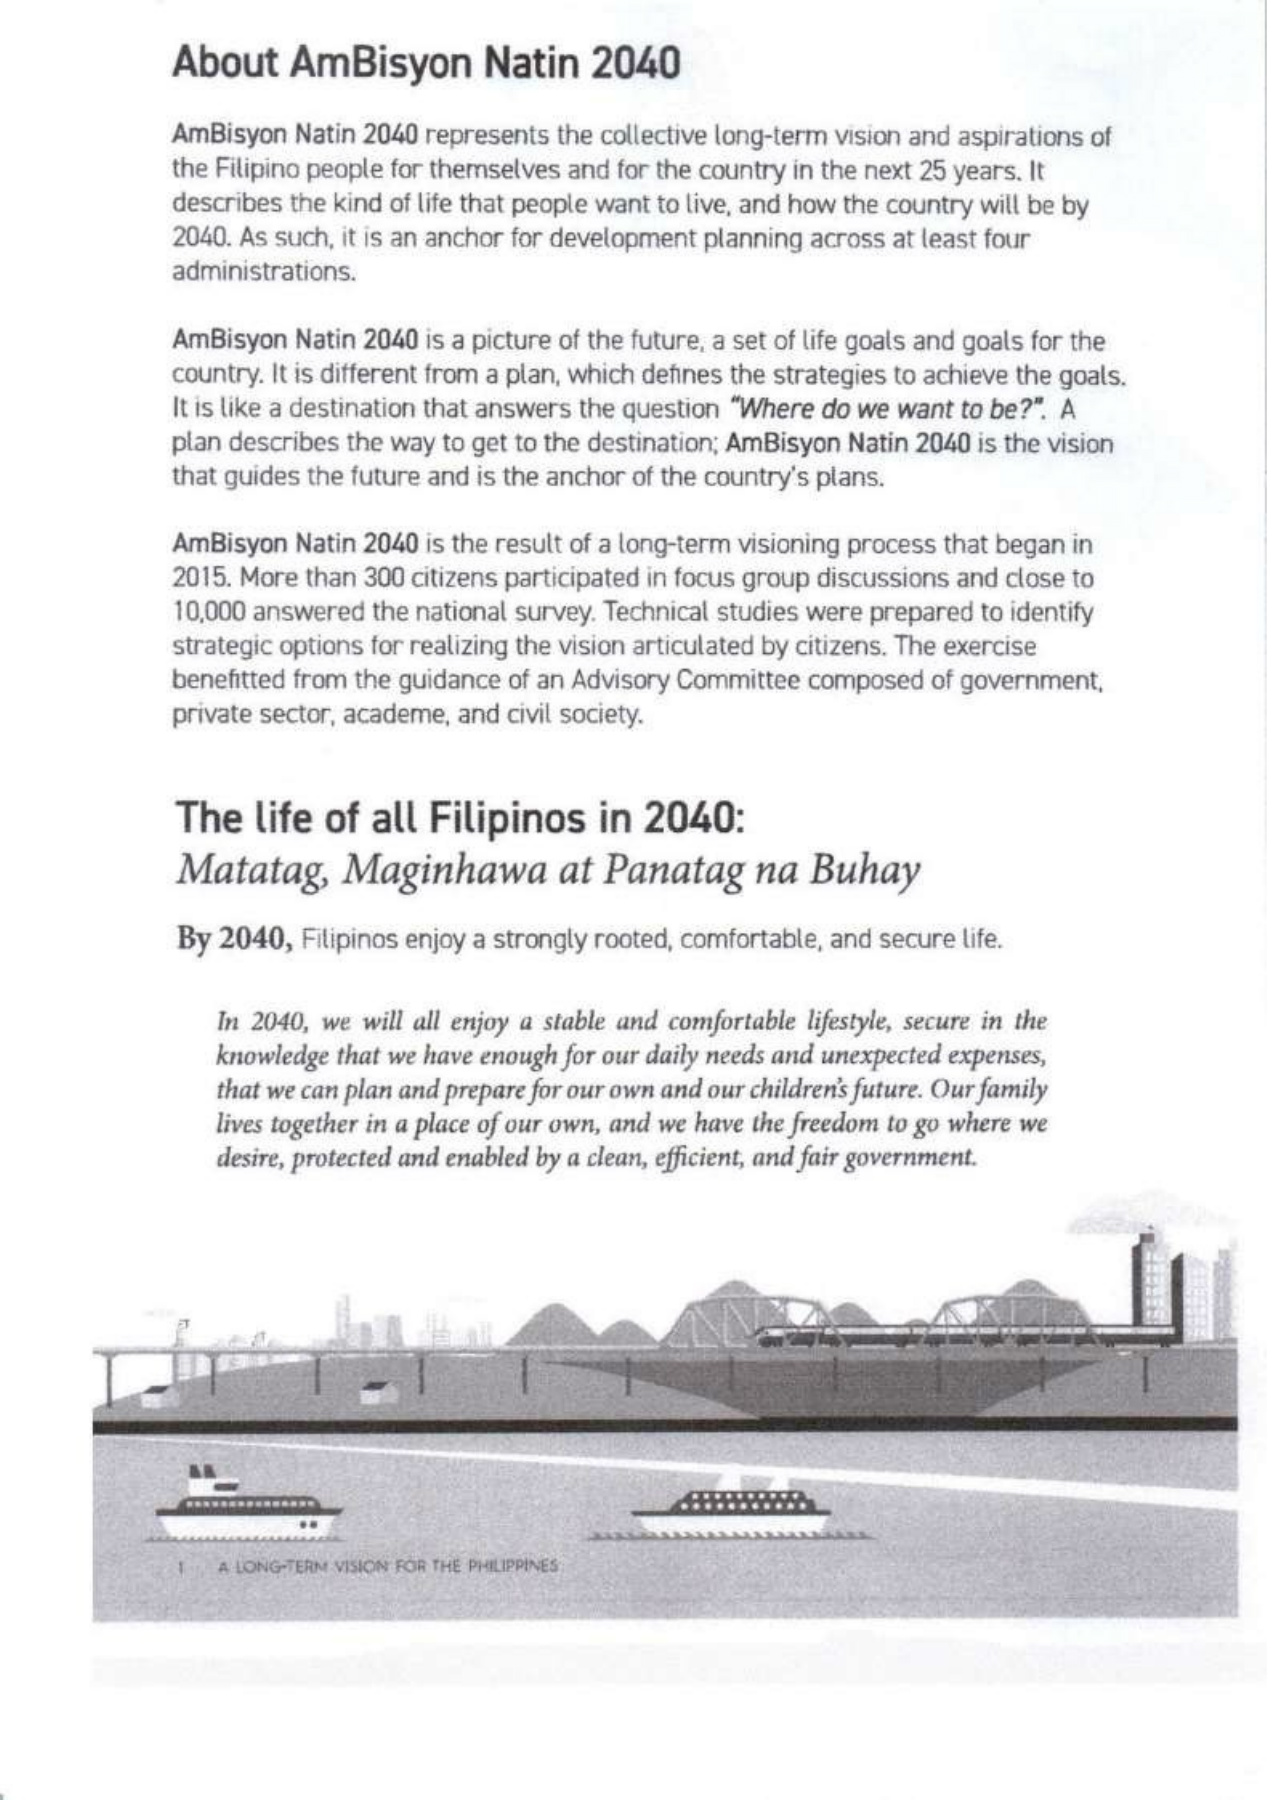 About AmBisyon Natin 2040
AmBisyon Natin 2040 represents the collective long-term vision and aspirations of
the Filipino people for themselves and for the country in the next 25 years. It
describes the kind of life that people want to live, and how the country will be by
2040. As such, it is an anchor for development planning across at least four
administrations.
AmBisyon Natin 2040 is a picture of the future, a set of life goals and goals for the
country. It is different from a plan, which defines the strategies to achieve the goals.
It is like a destination that answers the question "Where do we want to be?". A
plan describes the way to get to the destination; AmBisyon Natin 2040 is the vision
that guides the future and is the anchor of the country's plans.
AmBisyon Natin 2040 is the result of a long-term visioning process that began in
2015. More than 300 citizens participated in focus group discussions and close to
10,000 answered the national survey. Technical studies were prepared to identify
strategic options for realizing the vision articulated by citizens. The exercise
benefitted from the guidance of an Advisory Committee composed of government,
private sector, academe, and civil society.
The life of all Filipinos in 2040:
Matatag, Maginhawa at Panatag na Buhay
By 2040, Filipinos enjoy a strongly rooted, comfortable, and secure life.
In 2040, we will all enjoy a stable and comfortable lifestyle, secure in the
knowledge that we have enough for our daily needs and unexpected expenses,
that we can plan and prepare for our own and our children's future. Our family
lives together in a place of our own, and we have the freedom to go where we
desire, protected and enabled by a clean, efficient, and fair government.
1 A LONG-TERM VISION FOR THE PHILIPPINES